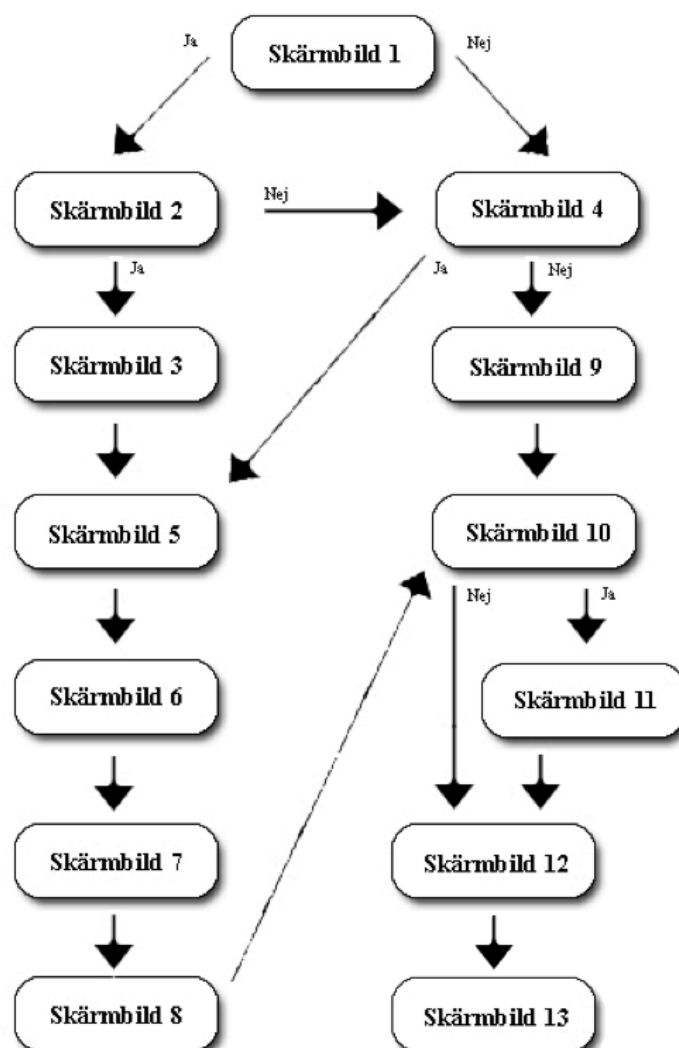 Ja
Skärmbild 1
Nej
Skärmbild 2
Nej
Skärmbild 4
Ja
Ja
Nej
Skärmbild 3
Skärmbild 9
Skärmbild 5
Skärmbild 10
Nej
Ja
Skärmbild 6
Skärmbild 11
Skärmbild 7
Skärmbild 12
Skärmbild 8
Skärmbild 13